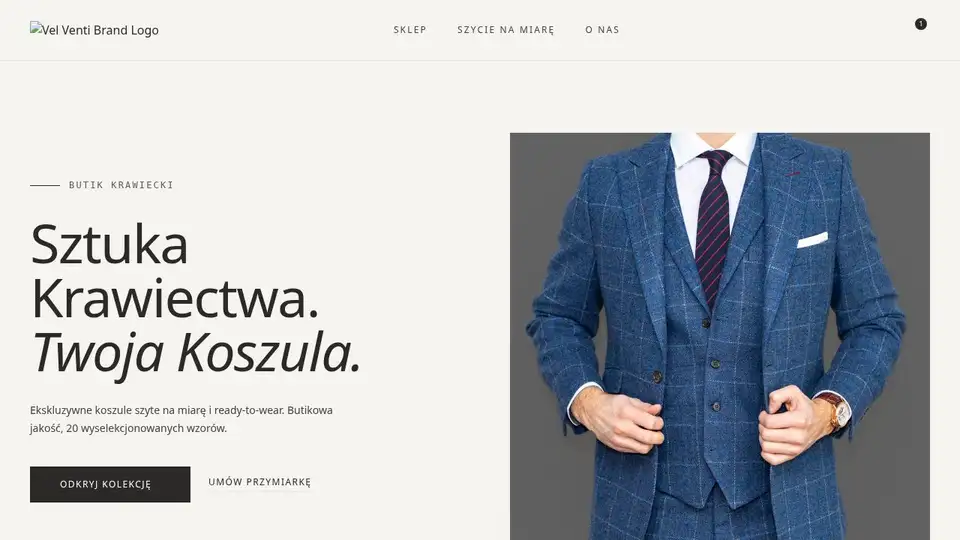 Vel Venti Brand Logo
SKLEP
SZYCIE NA MIARĘ
O NAS
1
BUTIK KRAWIECKI
Sztuka
Krawiectwa.
Twoja Koszula.
Ekskluzywne koszule szyte na miarę i ready-to-wear. Butikowa
jakość, 20 wyselekcjonowanych wzorów.
ODKRYJ KOLEKCJĘ
UMÓW PRZYMIARKĘ